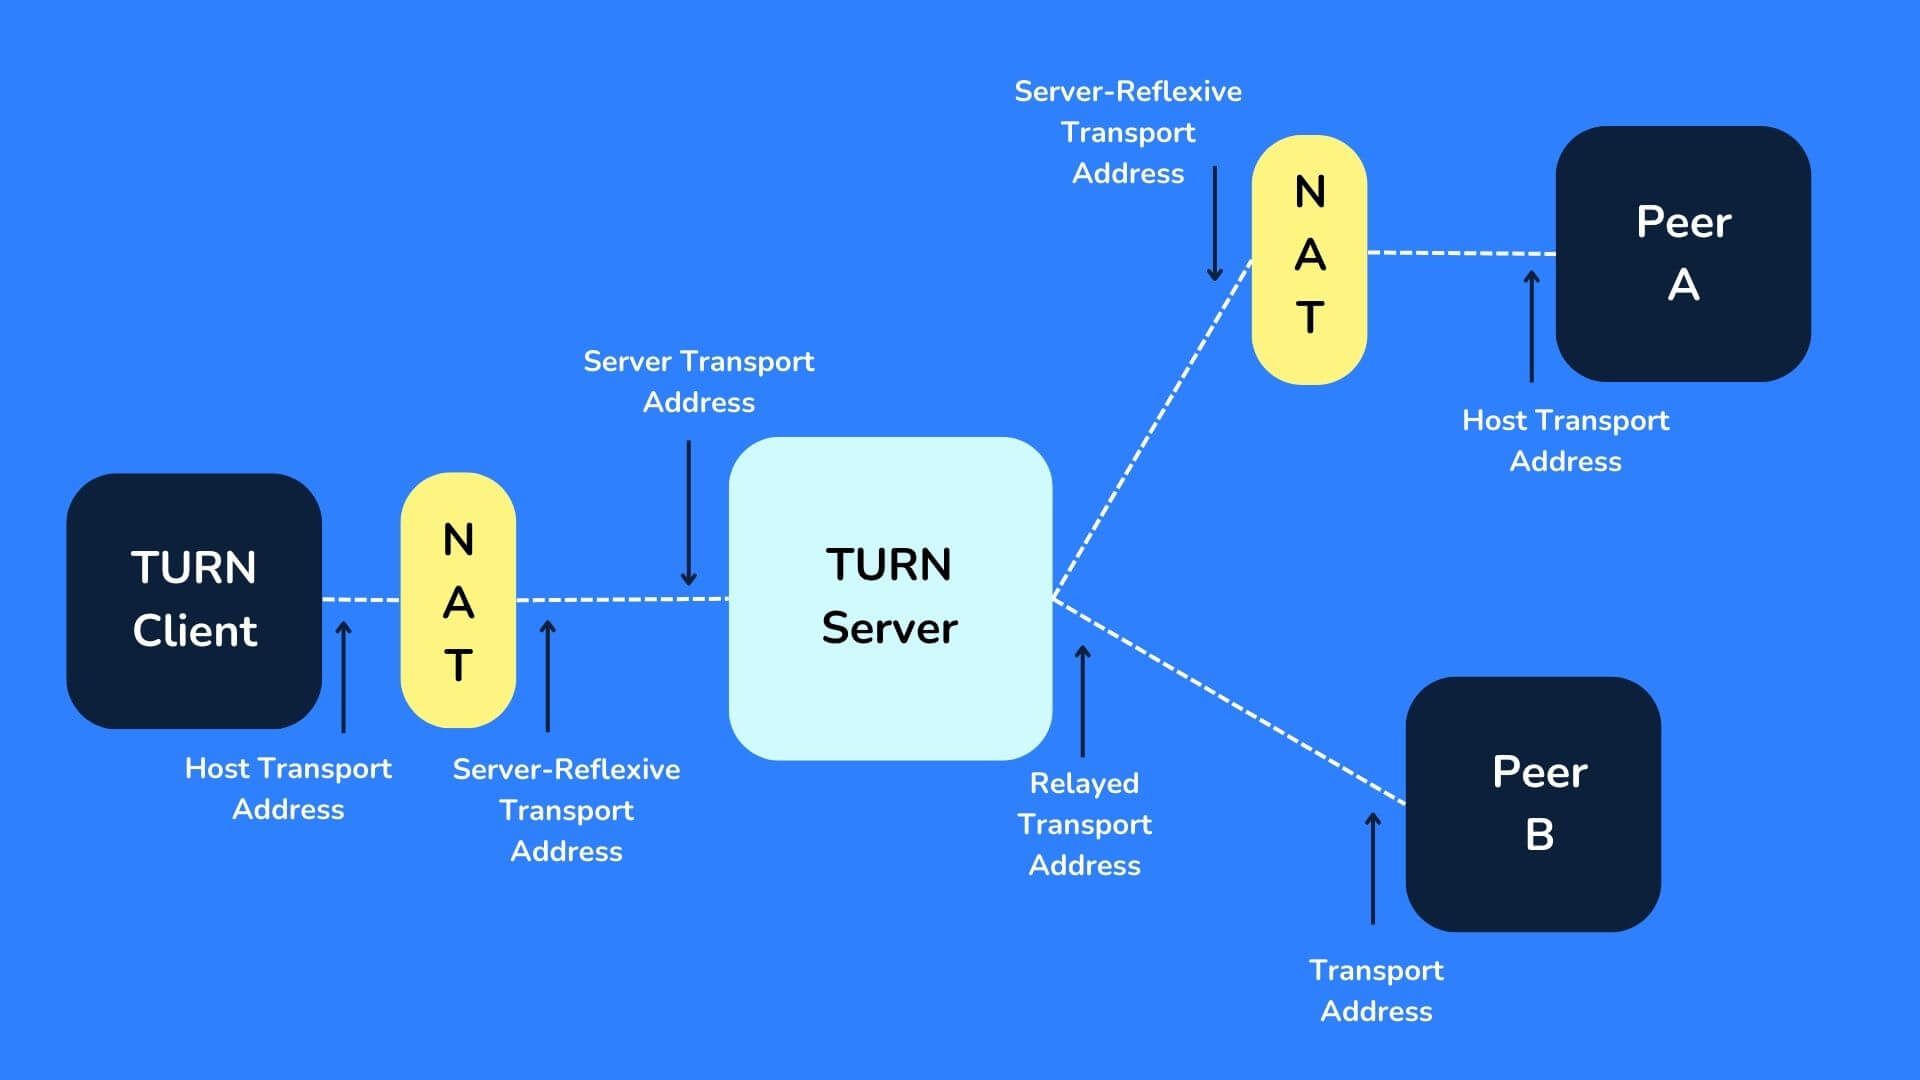 Server-Reflexive
Transport
Address
N
A
T
Peer
A
Host Transport
Address
Server Transport
Address
TURN
Client
N
A
T
TURN
Server
Host Transport
Address
Server-Reflexive
Transport
Address
Relayed
Transport
Address
Peer
B
Transport
Address